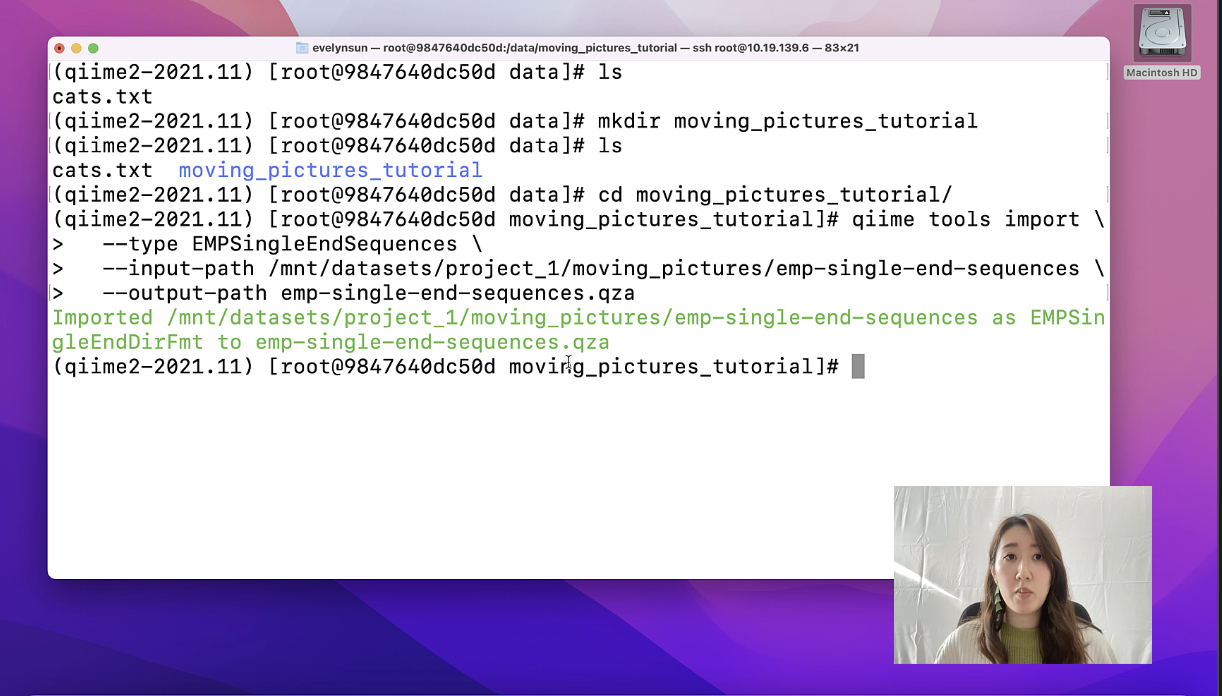 evelynsun — root@9847640dc50d:/data/moving_pictures_tutorial — ssh root@10.19.139.6 — 83×21
Macintosh HD
(qiime2-2021.11) [root@9847640dc50d data]# ls
cats.txt
(qiime2-2021.11) [root@9847640dc50d data]# mkdir moving_pictures_tutorial
(qiime2-2021.11) [root@9847640dc50d data]# ls
cats.txt  moving_pictures_tutorial
(qiime2-2021.11) [root@9847640dc50d data]# cd moving_pictures_tutorial/
(qiime2-2021.11) [root@9847640dc50d moving_pictures_tutorial]# qiime tools import \
>   --type EMPSingleEndSequences \
>   --input-path /mnt/datasets/project_1/moving_pictures/emp-single-end-sequences \
>   --output-path emp-single-end-sequences.qza
Imported /mnt/datasets/project_1/moving_pictures/emp-single-end-sequences as EMPSin
gleEndDirFmt to emp-single-end-sequences.qza
(qiime2-2021.11) [root@9847640dc50d moving_pictures_tutorial]#